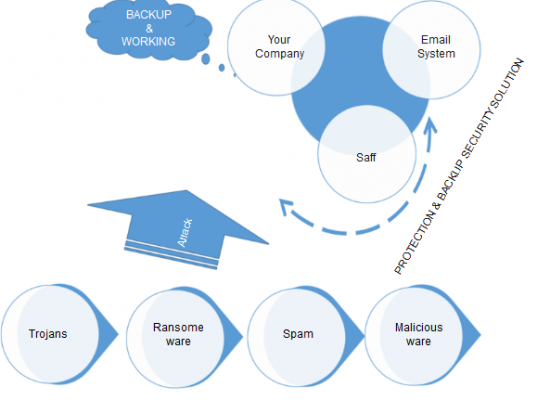 BACKUP
&
WORKING
Your
Company
Email
System
Saff
PROTECTION & BACKUP SECURITY SOLUTION
Attack
Trojans
Ransome
ware
Spam
Malicious
ware